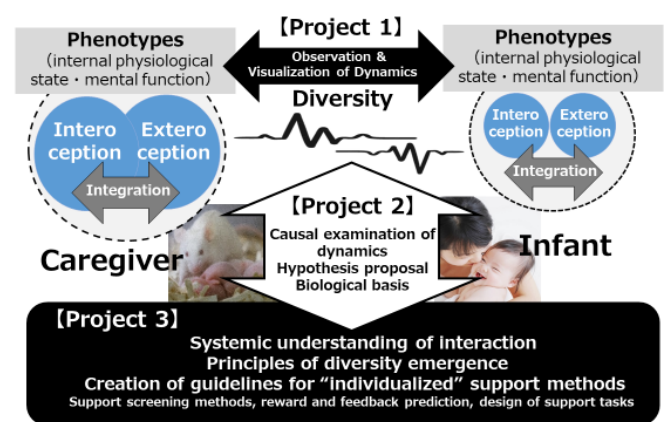 【Project 1】
Phenotypes
（internal physiological
state・mental function）
Observation &
Visualization of Dynamics
Phenotypes
（internal physiological
state・mental function）
Diversity
Intero
ception
Extero
ception
Integration
Intero
ception
Extero
ception
Integration
【Project 2】
Causal examination of
dynamics
Hypothesis proposal
Biological basis
Caregiver
Infant
【Project 3】
Systemic understanding of interaction
Principles of diversity emergence
Creation of guidelines for “individualized” support methods
Support screening methods, reward and feedback prediction, design of support tasks